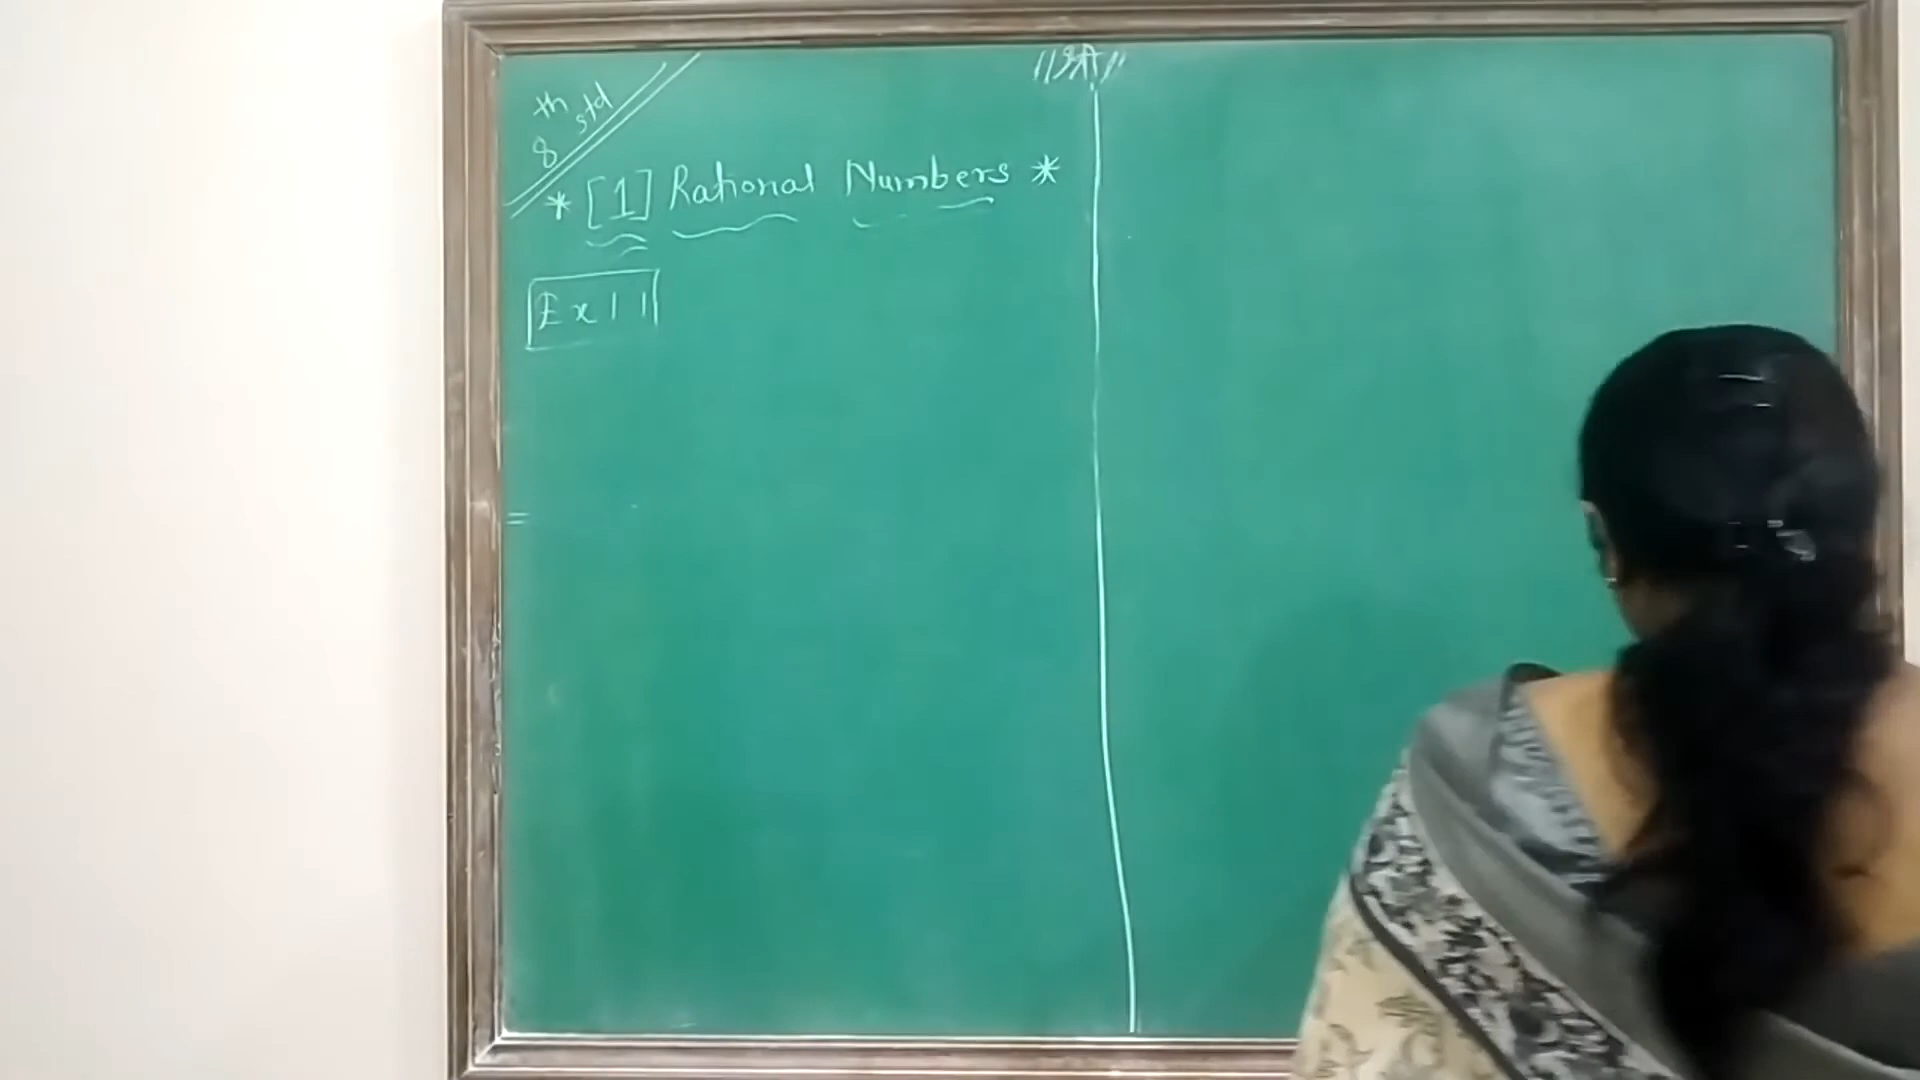 8th std
* [1] Rational Numbers *
Ex 1 1
=